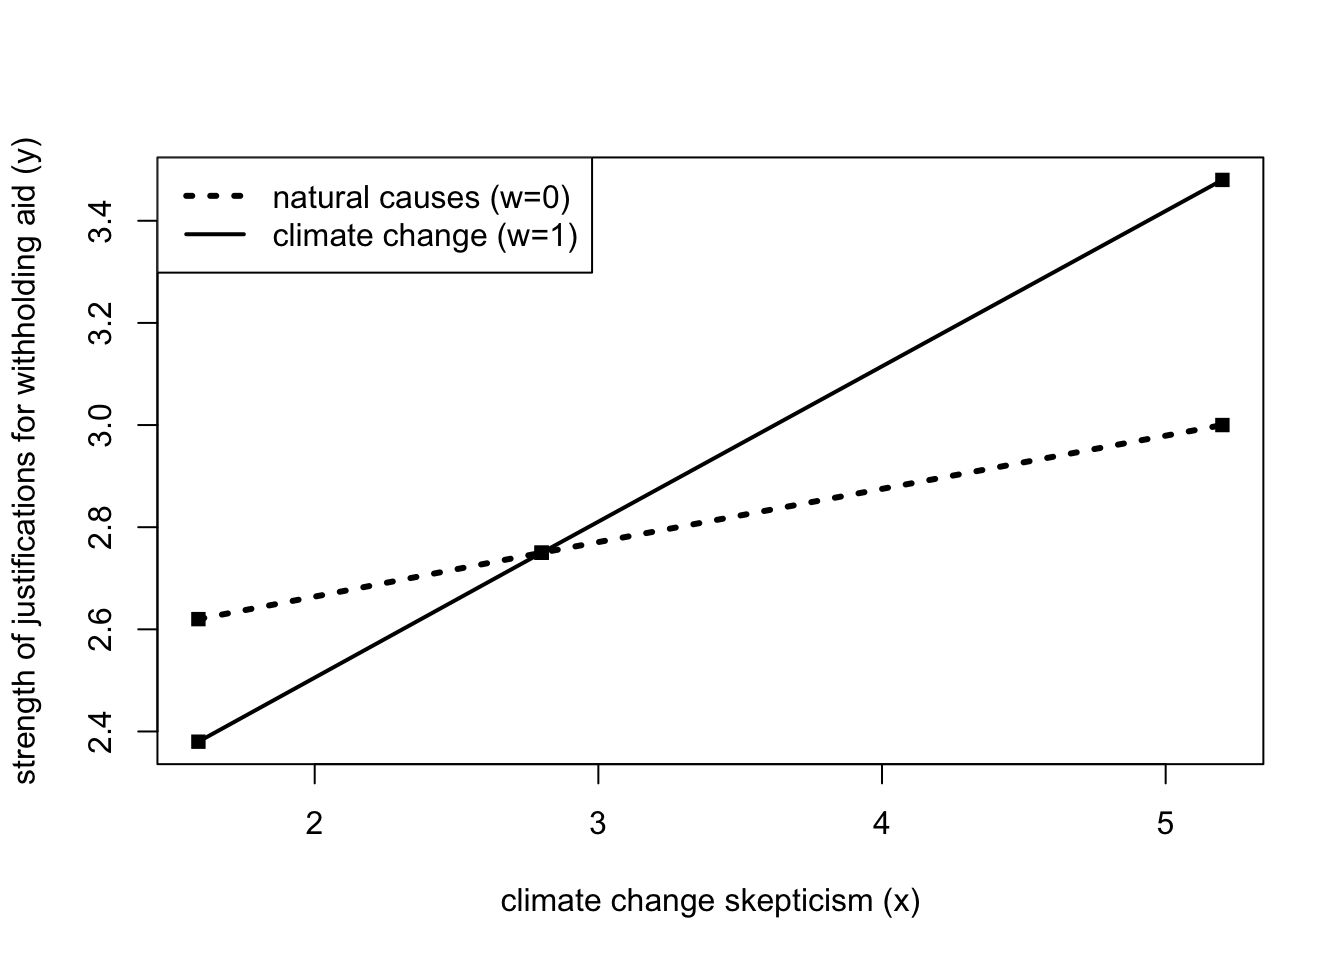 natural causes (w=0)
climate change (w=1)
strength of justifications for withholding aid (y)
3.4
3.2
3.0
2.8
2.6
2.4
2 3 4 5
climate change skepticism (x)